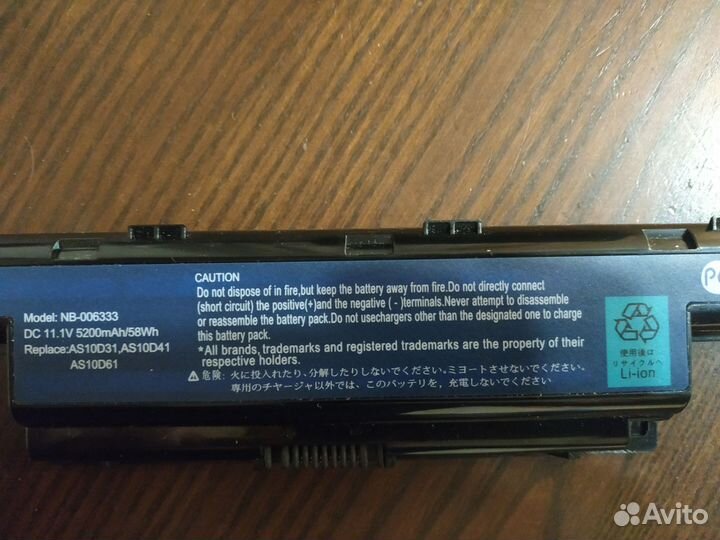 Model: NB-006333
DC 11.1V 5200mAh/58Wh
Replace:AS10D31,AS10D41
AS10D61
CAUTION
Do not dispose of in fire,but keep the battery away from fire.Do not directly connect
(short circuit) the positive(+)and the negative ( - )terminals.Never attempt to disassemble
or reassemble the battery pack.Do not usechargers other than the designated one to charge
this battery pack.
*All brands, trademarks and registered trademarks are the property of their
respective holders.
危険: 火に投入れたり、分解したりしないでください。ミヨートさせないでください。
専用のチヤージャ以外では、このバッテリを、充電しないでください
使用後は
リサイクルへ
Li-ion
Avito